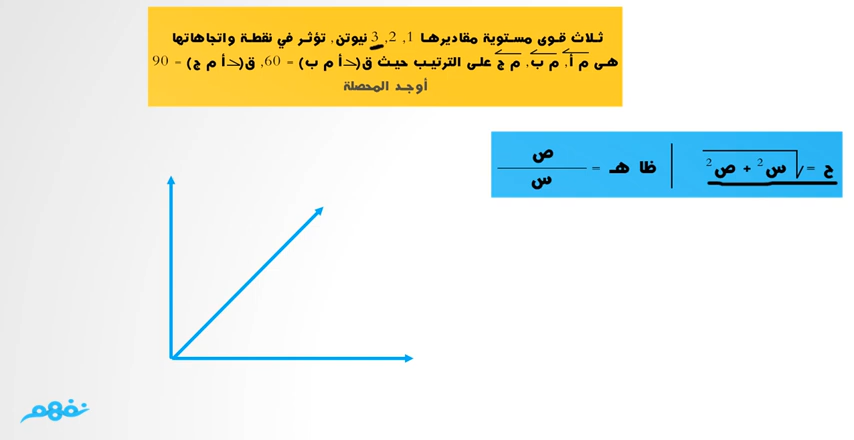 ثلاث قوى مستوية مقاديرها 1, 2, 3 نيوتن, تؤثر في نقطة واتجاهاتها
هى م أ, م ب, م ج على الترتيب حيث ق(>أ م ب) = 60, ق(>أ م ج) = 90
أوجد المحصلة
ح = √س² + ص² | ظا هـ = ص / س
نفهم